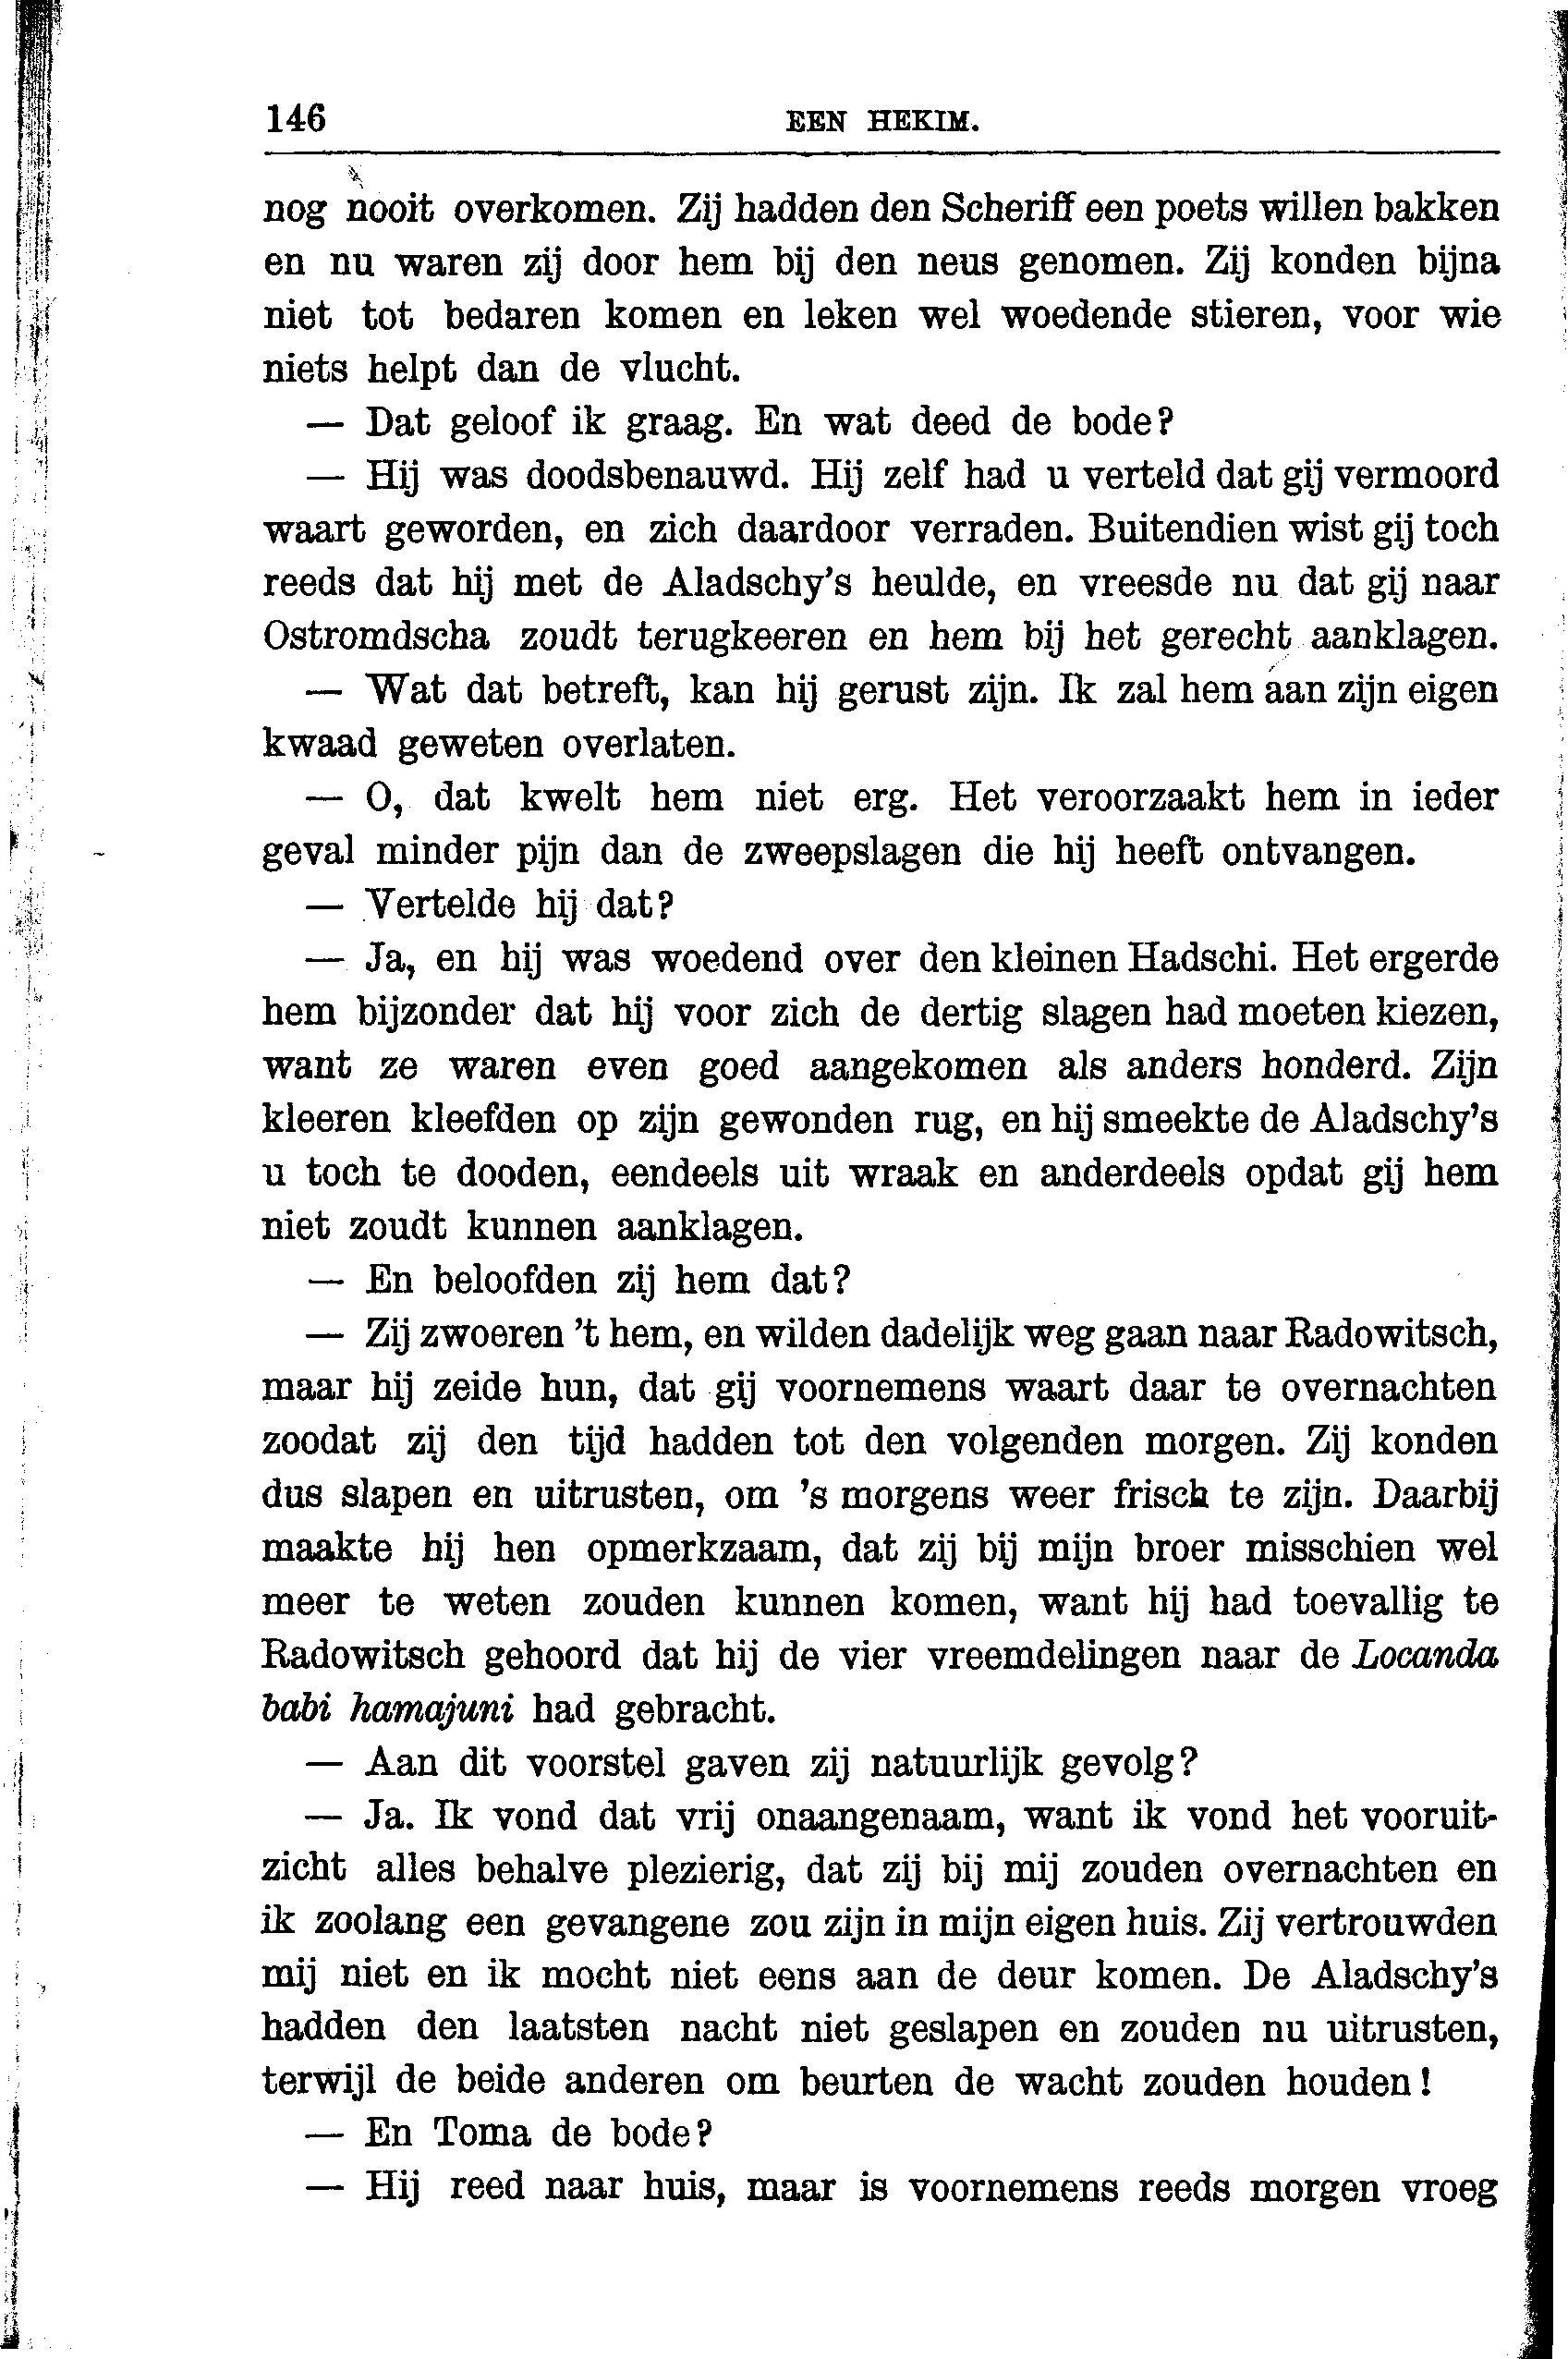 146 EEN HEKIM.
nog nooit overkomen. Zij hadden den Scheriff een poets willen bakken
en nu waren zij door hem bij den neus genomen. Zij konden bijna
niet tot bedaren komen en leken wel woedende stieren, voor wie
niets helpt dan de vlucht.
— Dat geloof ik graag. En wat deed de bode?
— Hij was doodsbenauwd. Hij zelf had u verteld dat gij vermoord
waart geworden, en zich daardoor verraden. Buitendien wist gij toch
reeds dat hij met de Aladschy's heulde, en vreesde nu dat gij naar
Ostromdscha zoudt terugkeeren en hem bij het gerecht aanklagen.
— Wat dat betreft, kan hij gerust zijn. Ik zal hem aan zijn eigen
kwaad geweten overlaten.
— O, dat kwelt hem niet erg. Het veroorzaakt hem in ieder
geval minder pijn dan de zweepslagen die hij heeft ontvangen.
— Vertelde hij dat?
— Ja, en hij was woedend over den kleinen Hadschi. Het ergerde
hem bijzonder dat hij voor zich de dertig slagen had moeten kiezen,
want ze waren even goed aangekomen als anders honderd. Zijn
kleeren kleefden op zijn gewonden rug, en hij smeekte de Aladschy's
u toch te dooden, eendeels uit wraak en anderdeels opdat gij hem
niet zoudt kunnen aanklagen.
— En beloofden zij hem dat?
— Zij zwoeren 't hem, en wilden dadelijk weg gaan naar Radowitsch,
maar hij zeide hun, dat gij voornemens waart daar te overnachten
zoodat zij den tijd hadden tot den volgenden morgen. Zij konden
dus slapen en uitrusten, om 's morgens weer frisch te zijn. Daarbij
maakte hij hen opmerkzaam, dat zij bij mijn broer misschien wel
meer te weten zouden kunnen komen, want hij had toevallig te
Radowitsch gehoord dat hij de vier vreemdelingen naar de Locanda
babi hamajuni had gebracht.
— Aan dit voorstel gaven zij natuurlijk gevolg?
— Ja. Ik vond dat vrij onaangenaam, want ik vond het vooruit-
zicht alles behalve plezierig, dat zij bij mij zouden overnachten en
ik zoolang een gevangene zou zijn in mijn eigen huis. Zij vertrouwden
mij niet en ik mocht niet eens aan de deur komen. De Aladschy's
hadden den laatsten nacht niet geslapen en zouden nu uitrusten,
terwijl de beide anderen om beurten de wacht zouden houden!
— En Toma de bode?
— Hij reed naar huis, maar is voornemens reeds morgen vroeg